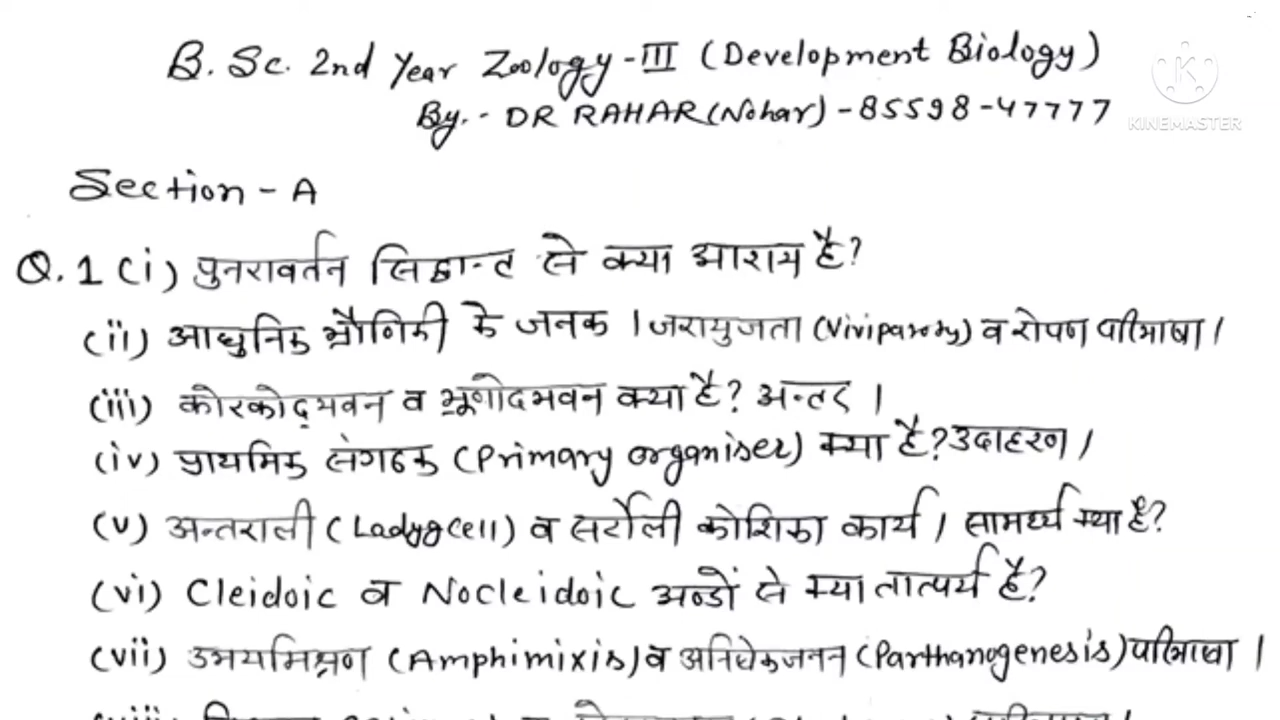 B. Sc. 2nd Year Zoology - III (Development Biology)
KINEMASTER
By.- DR RAHAR (Nohar) - 85598-47777
Section - A
Q. 1 (i) पुनरावर्तन सिद्धान्त से क्या आशय है?
(ii) आधुनिक भ्रौणिकी के जनक । जरायुजता (Viviparory) व रोपण परिभाषा ।
(iii) कोरकोद्भवन व भ्रूणोदभवन क्या है? अन्तर ।
(iv) प्राथमिक संगठक (Primary organiser) क्या है? उदाहरण ।
(v) अन्तराली (Ladygcell) व सर्टोली कोशिका कार्य । सामर्थ्य क्या है?
(vi) Cleidoic व Nocleidoic अण्डों से क्या तात्पर्य है?
(vii) उभयमिश्रण (Amphimixis) व अनिषेकजनन (Parthanogenesis) परिभाषा ।